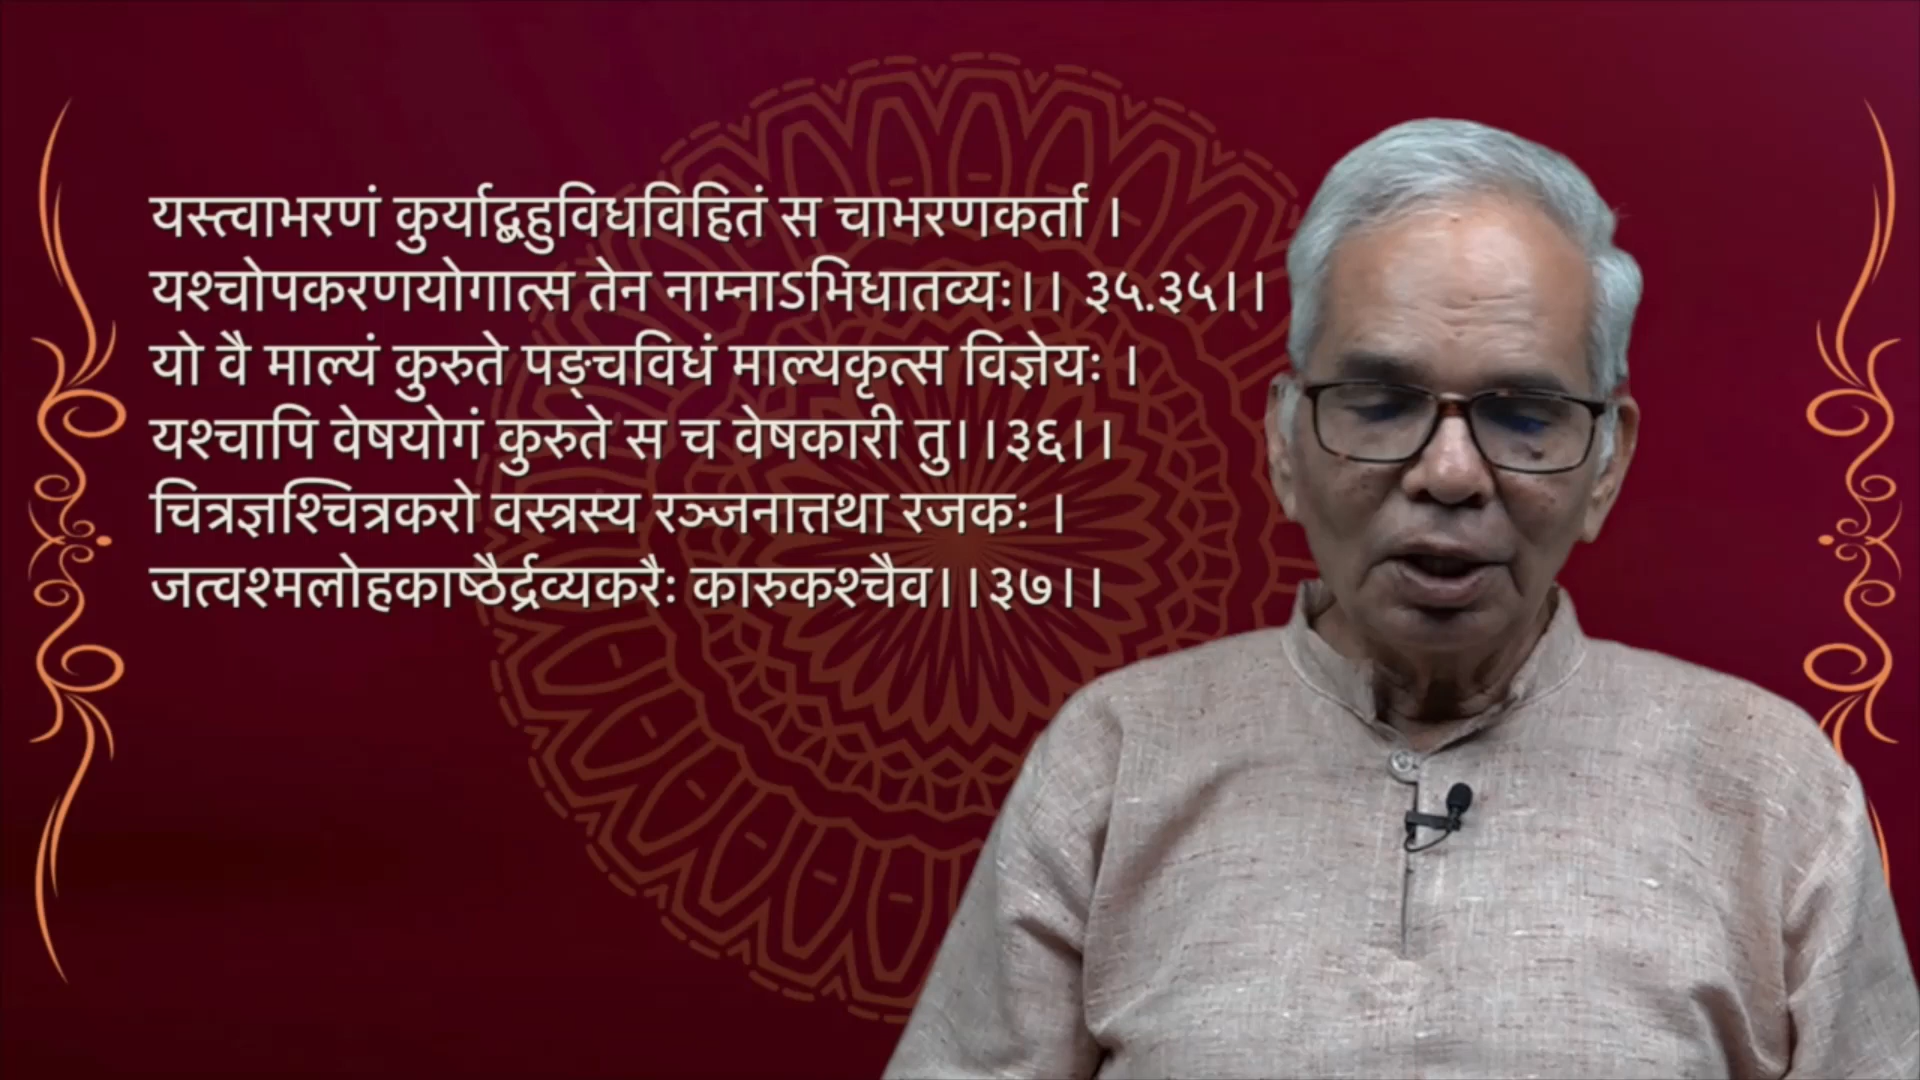 यस्त्वाभरणं कुर्याद्बहुविधविहितं स चाभरणकर्ता ।
यश्चोपकरणयोगात्स तेन नाम्नाऽभिधातव्यः।। ३५.३५।।
यो वै माल्यं कुरुते पङ्चविधं माल्यकृत्स विज्ञेयः ।
यश्चापि वेषयोगं कुरुते स च वेषकारी तु।।३६।।
चित्रज्ञश्चित्रकरो वस्त्रस्य रञ्जनात्तथा रजकः ।
जत्वश्मलोहकाष्ठैर्द्रव्यकरैः कारुकश्चैव।।३७।।